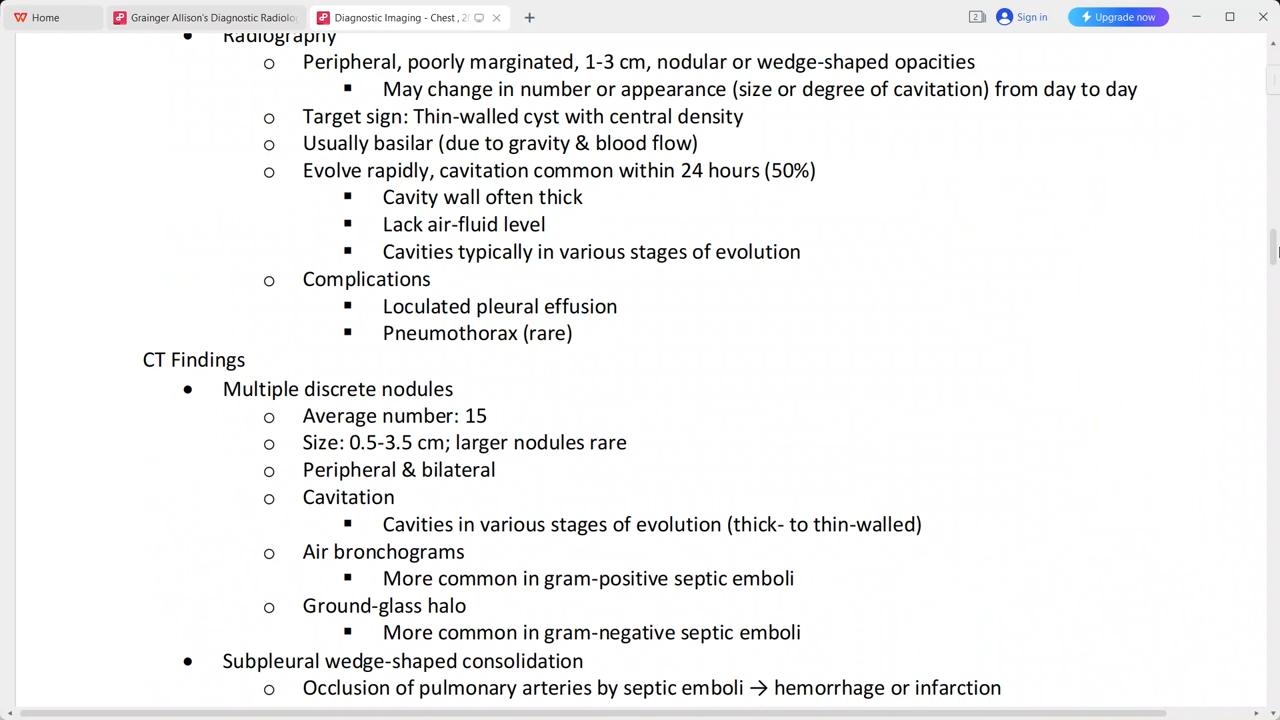 Home
Grainger Allison's Diagnostic Radiolo
Diagnostic Imaging - Chest , 2
2
Sign in
Upgrade now
• Radiography
o Peripheral, poorly marginated, 1-3 cm, nodular or wedge-shaped opacities
▪ May change in number or appearance (size or degree of cavitation) from day to day
o Target sign: Thin-walled cyst with central density
o Usually basilar (due to gravity & blood flow)
o Evolve rapidly, cavitation common within 24 hours (50%)
▪ Cavity wall often thick
▪ Lack air-fluid level
▪ Cavities typically in various stages of evolution
o Complications
▪ Loculated pleural effusion
▪ Pneumothorax (rare)
CT Findings
• Multiple discrete nodules
o Average number: 15
o Size: 0.5-3.5 cm; larger nodules rare
o Peripheral & bilateral
o Cavitation
▪ Cavities in various stages of evolution (thick- to thin-walled)
o Air bronchograms
▪ More common in gram-positive septic emboli
o Ground-glass halo
▪ More common in gram-negative septic emboli
• Subpleural wedge-shaped consolidation
o Occlusion of pulmonary arteries by septic emboli → hemorrhage or infarction